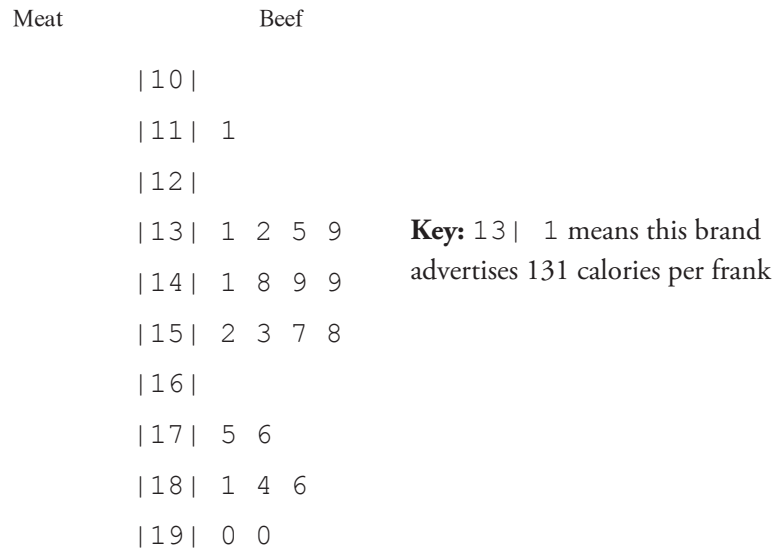 Meat Beef
|10|
|11| 1
|12|
|13| 1 2 5 9
|14| 1 8 9 9
|15| 2 3 7 8
|16|
|17| 5 6
|18| 1 4 6
|19| 0 0
Key: 13| 1 means this brand
advertises 131 calories per frank